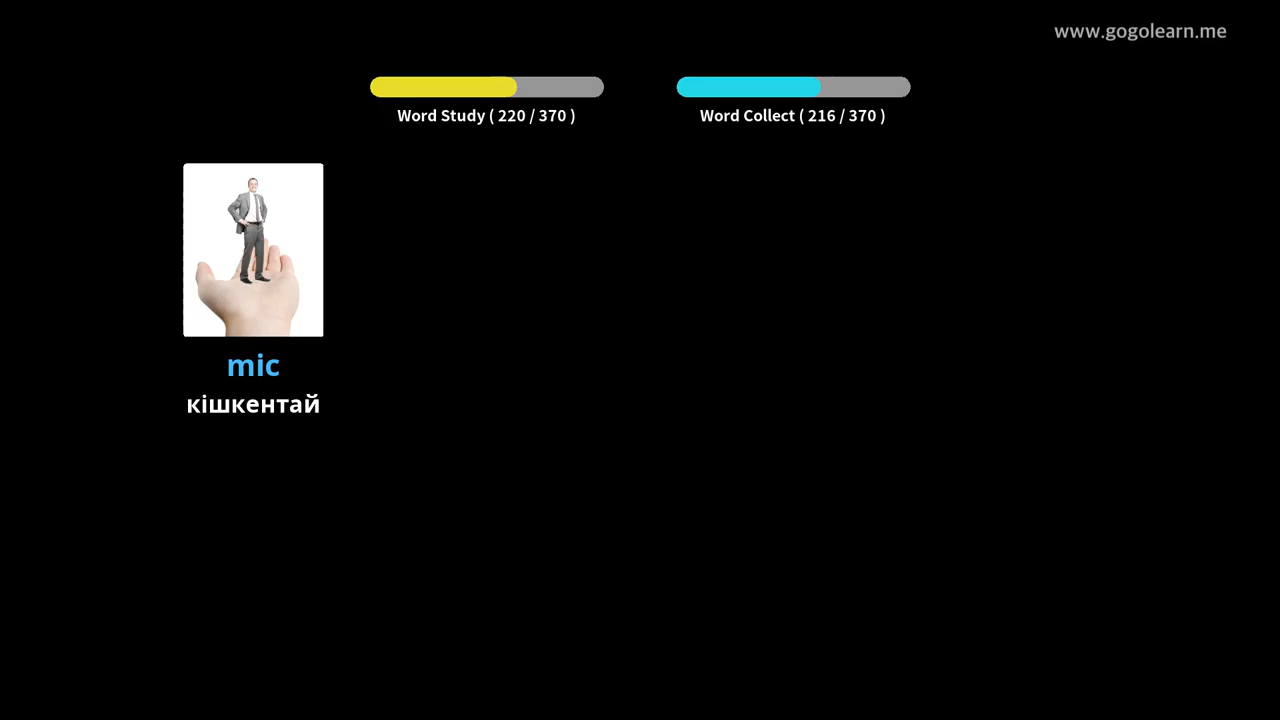 www.gogolearn.me
Word Study ( 220 / 370 )
Word Collect ( 216 / 370 )
mic
кішкентай